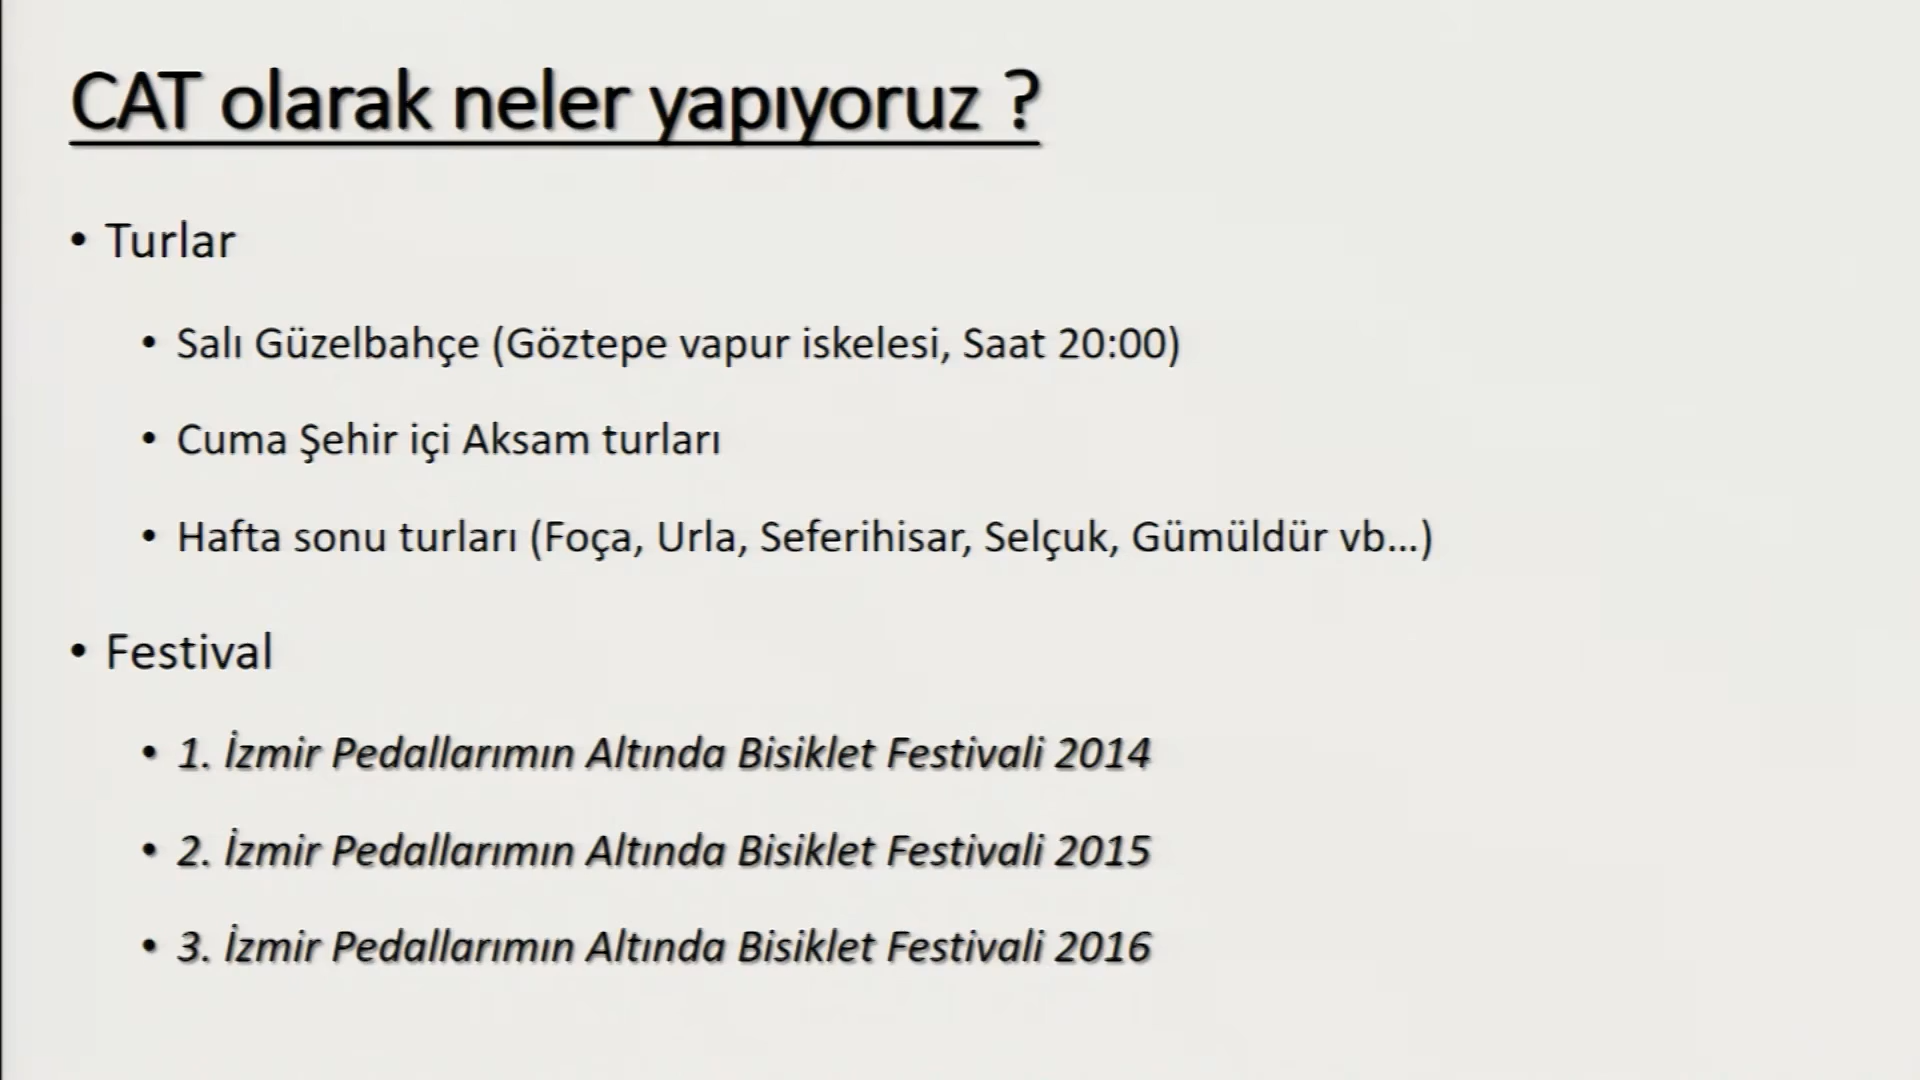 CAT olarak neler yapıyoruz ?
• Turlar
• Salı Güzelbahçe (Göztepe vapur iskelesi, Saat 20:00)
• Cuma Şehir içi Aksam turları
• Hafta sonu turları (Foça, Urla, Seferihisar, Selçuk, Gümüldür vb...)
• Festival
• 1. İzmir Pedallarımın Altında Bisiklet Festivali 2014
• 2. İzmir Pedallarımın Altında Bisiklet Festivali 2015
• 3. İzmir Pedallarımın Altında Bisiklet Festivali 2016